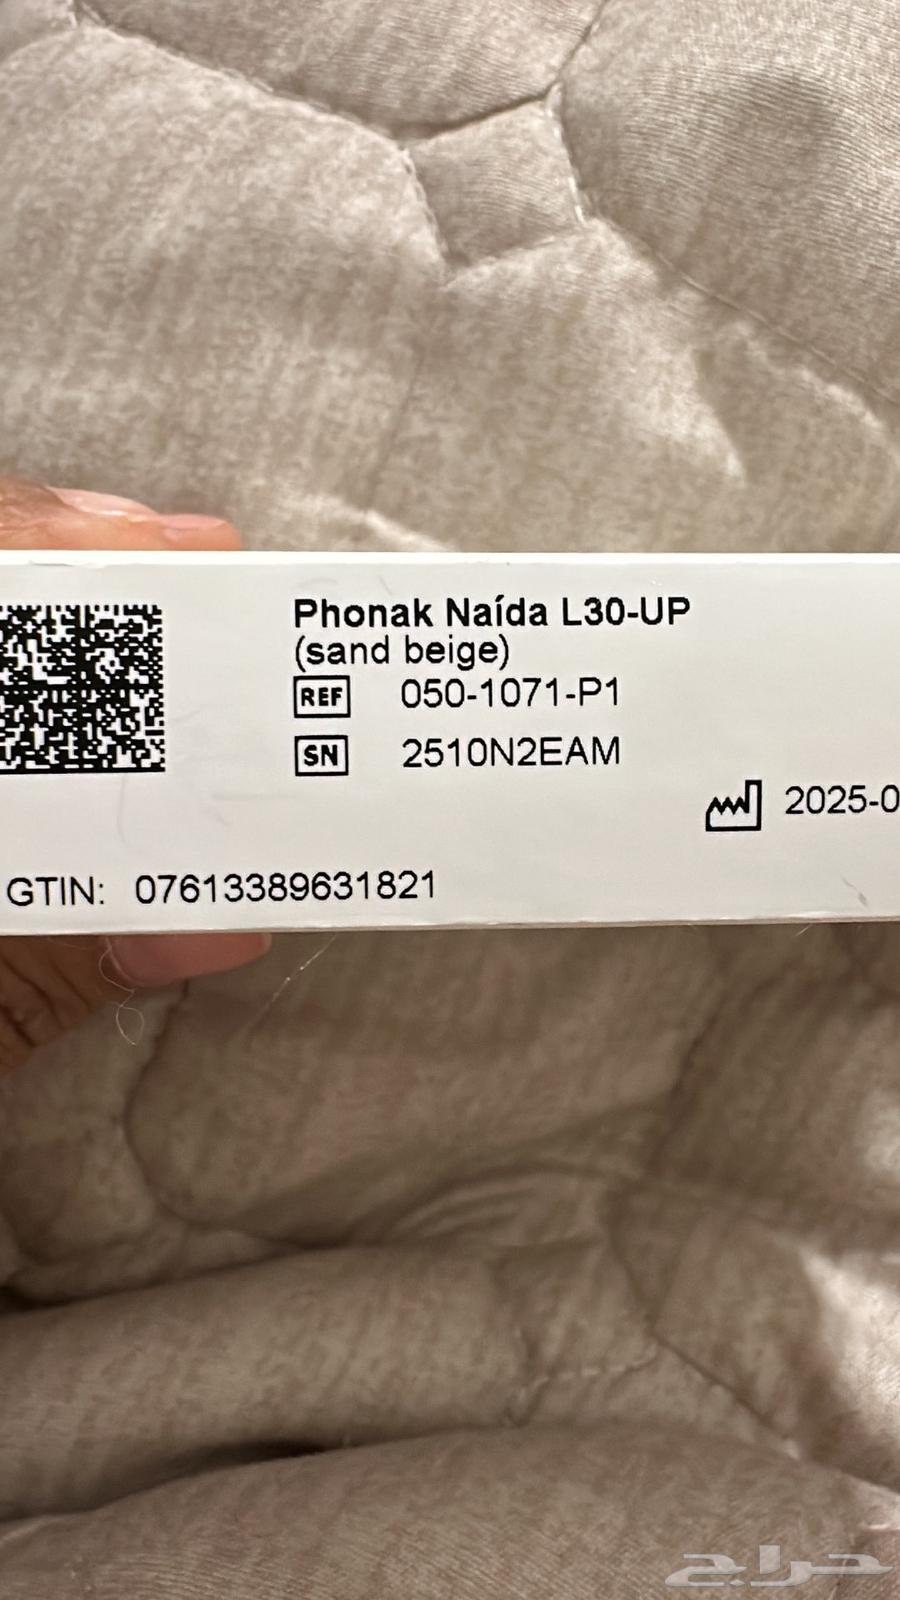 Phonak Naída L30-UP
(sand beige)
REF 050-1071-P1
SN 2510N2EAM
2025-0
GTIN: 07613389631821
حراج